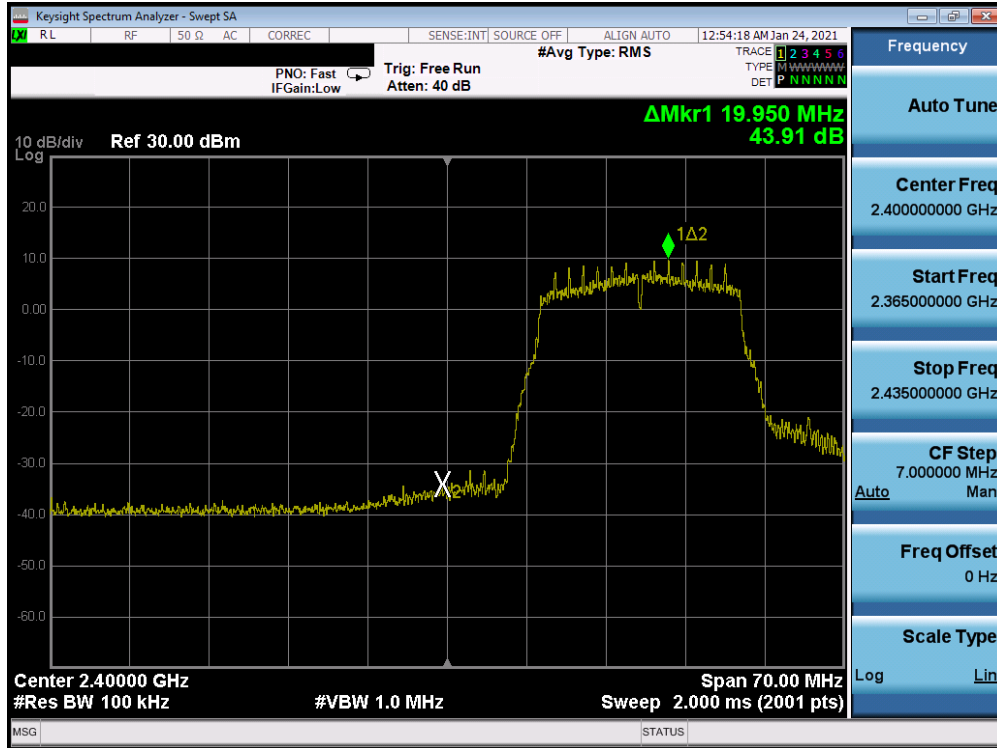 Keysight Spectrum Analyzer - Swept SA
LXI RL RF 50 Ω AC CORREC SENSE:INT SOURCE OFF ALIGN AUTO 12:54:18 AM Jan 24, 2021
#Avg Type: RMS
TRACE 1 2 3 4 5 6
PNO: Fast Trig: Free Run
TYPE M W W W W W
IFGain:Low Atten: 40 dB
DET P N N N N N
ΔMkr1 19.950 MHz
43.91 dB
10 dB/div Ref 30.00 dBm
Log
20.0
10.0
0.00
-10.0
-20.0
-30.0
-40.0
-50.0
-60.0
1Δ2
X2
Center 2.40000 GHz Span 70.00 MHz
#Res BW 100 kHz #VBW 1.0 MHz Sweep 2.000 ms (2001 pts)
MSG STATUS
Frequency
Auto Tune
Center Freq
2.400000000 GHz
Start Freq
2.365000000 GHz
Stop Freq
2.435000000 GHz
CF Step
7.000000 MHz
Auto Man
Freq Offset
0 Hz
Scale Type
Log Lin